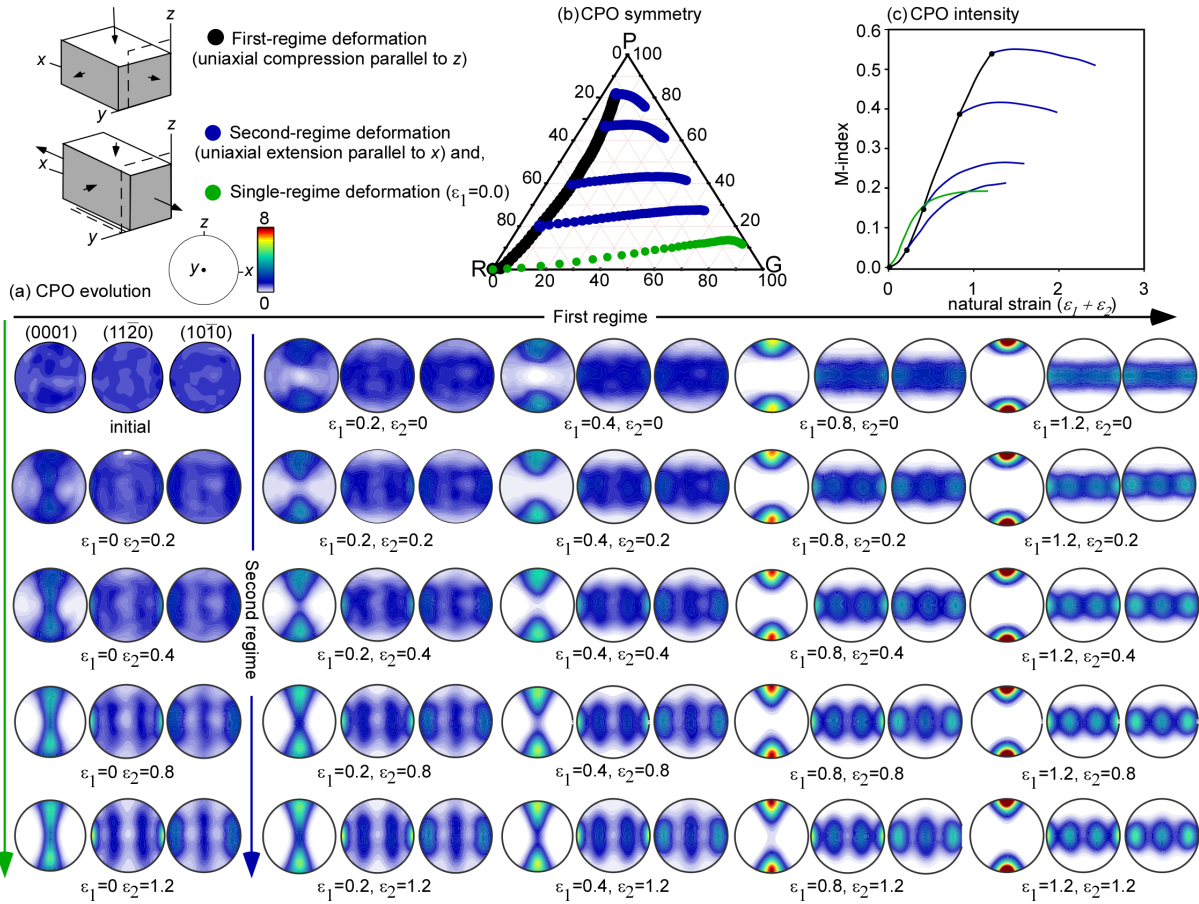 z
x
y
First-regime deformation
(uniaxial compression parallel to z)
z
x
y
Second-regime deformation
(uniaxial extension parallel to x) and,
Single-regime deformation (ε1=0.0)
z
y
x
8
0
(b) CPO symmetry
P
0
100
20
80
40
60
60
40
80
20
R
G
0
20
40
60
80
100
(c) CPO intensity
M-index
0.6
0.5
0.4
0.3
0.2
0.1
0.0
0
1
2
3
natural strain (ε1 + ε2)
(a) CPO evolution
First regime
Second regime
(0001) (112̄0) (101̄0)
initial
ε1=0.2, ε2=0
ε1=0.4, ε2=0
ε1=0.8, ε2=0
ε1=1.2, ε2=0
ε1=0 ε2=0.2
ε1=0.2, ε2=0.2
ε1=0.4, ε2=0.2
ε1=0.8, ε2=0.2
ε1=1.2, ε2=0.2
ε1=0 ε2=0.4
ε1=0.2, ε2=0.4
ε1=0.4, ε2=0.4
ε1=0.8, ε2=0.4
ε1=1.2, ε2=0.4
ε1=0 ε2=0.8
ε1=0.2, ε2=0.8
ε1=0.4, ε2=0.8
ε1=0.8, ε2=0.8
ε1=1.2, ε2=0.8
ε1=0 ε2=1.2
ε1=0.2, ε2=1.2
ε1=0.4, ε2=1.2
ε1=0.8, ε2=1.2
ε1=1.2, ε2=1.2